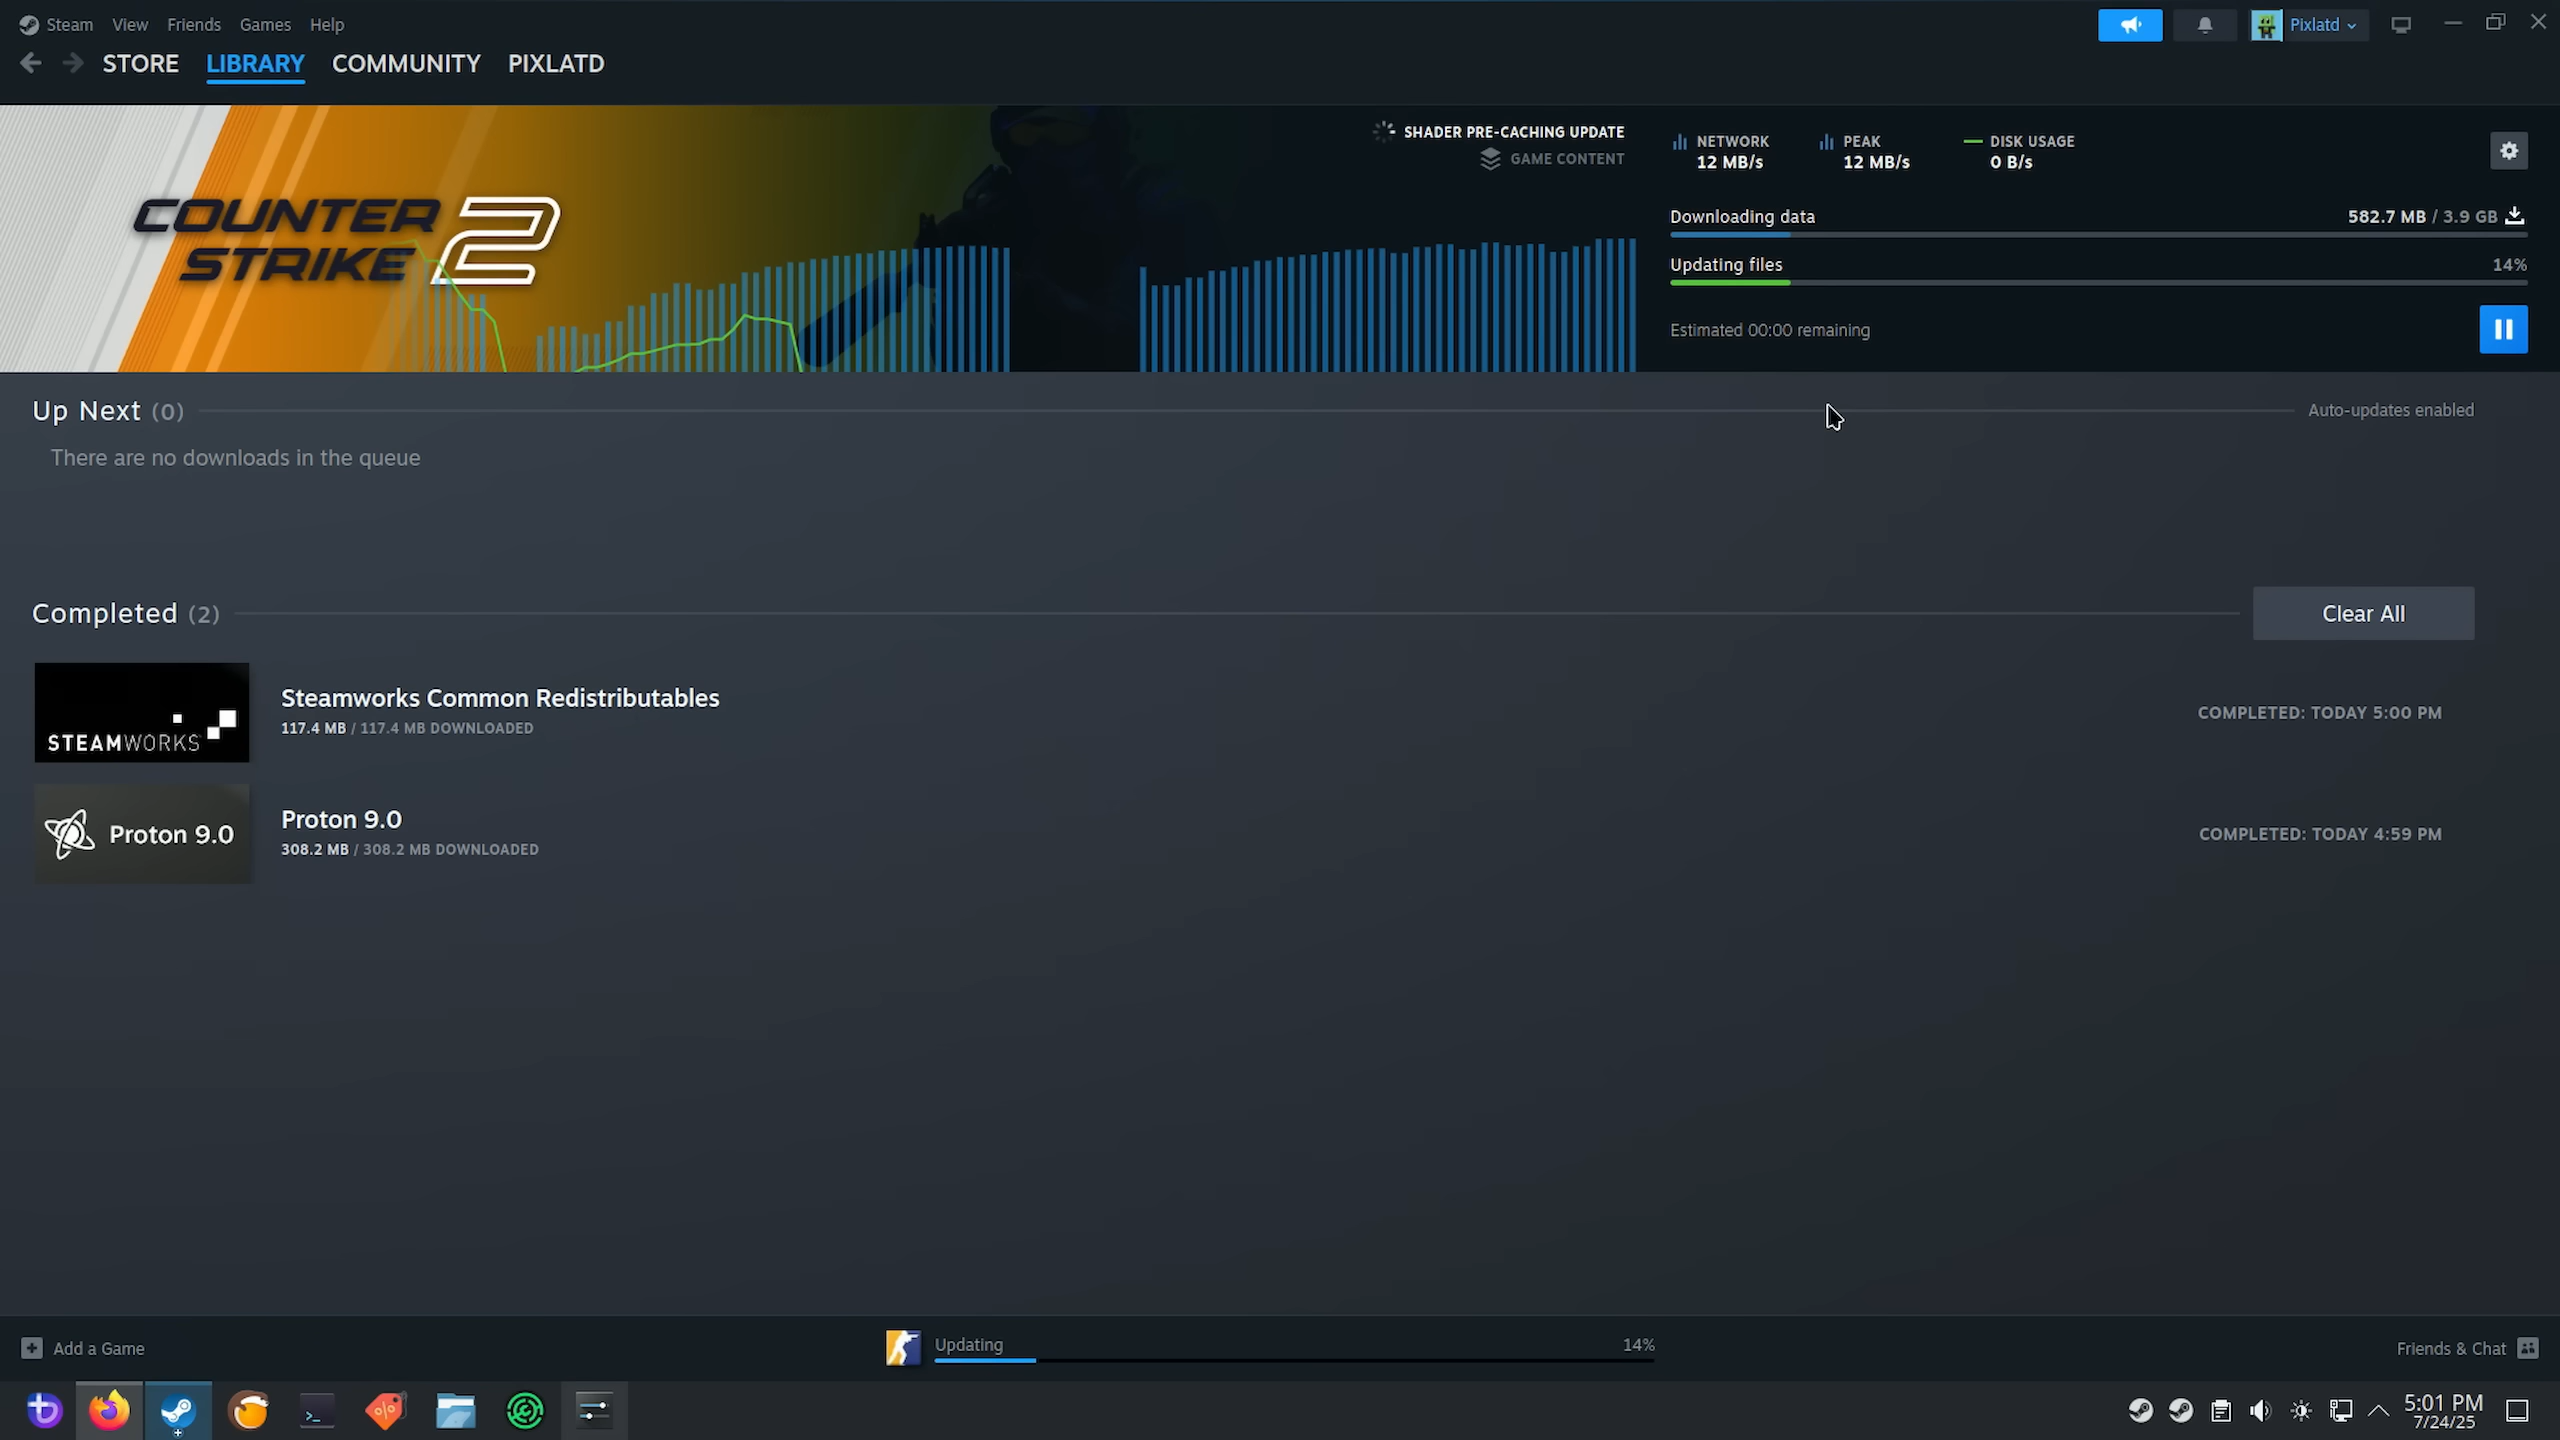 Steam View Friends Games Help
Pixlatd
STORE LIBRARY COMMUNITY PIXLATD
COUNTER
STRIKE 2
SHADER PRE-CACHING UPDATE
GAME CONTENT
NETWORK
12 MB/s
PEAK
12 MB/s
DISK USAGE
0 B/s
Downloading data 582.7 MB / 3.9 GB
Updating files 14%
Estimated 00:00 remaining
Up Next (0) Auto-updates enabled
There are no downloads in the queue
Completed (2) Clear All
STEAMWORKS
Steamworks Common Redistributables
117.4 MB / 117.4 MB DOWNLOADED
COMPLETED: TODAY 5:00 PM
Proton 9.0
Proton 9.0
308.2 MB / 308.2 MB DOWNLOADED
COMPLETED: TODAY 4:59 PM
Add a Game
Updating 14%
Friends & Chat
5:01 PM
7/24/25